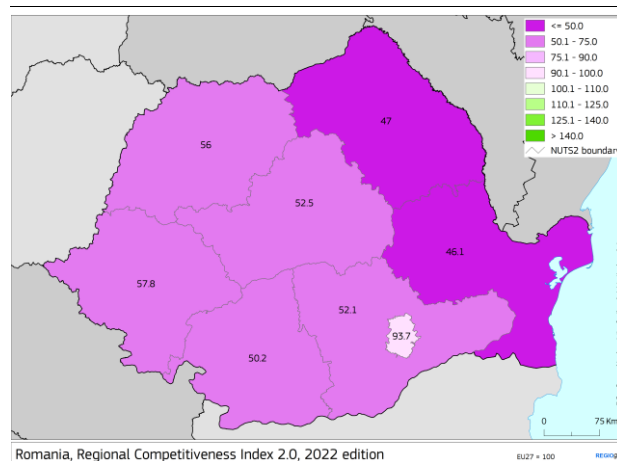 <= 50.0
50.1 - 75.0
75.1 - 90.0
90.1 - 100.0
100.1 - 110.0
110.1 - 125.0
125.1 - 140.0
> 140.0
NUTS2 boundary
47
56
52.5
46.1
57.8
52.1
93.7
50.2
0 75 Km
Romania, Regional Competitiveness Index 2.0, 2022 edition
EU27 = 100